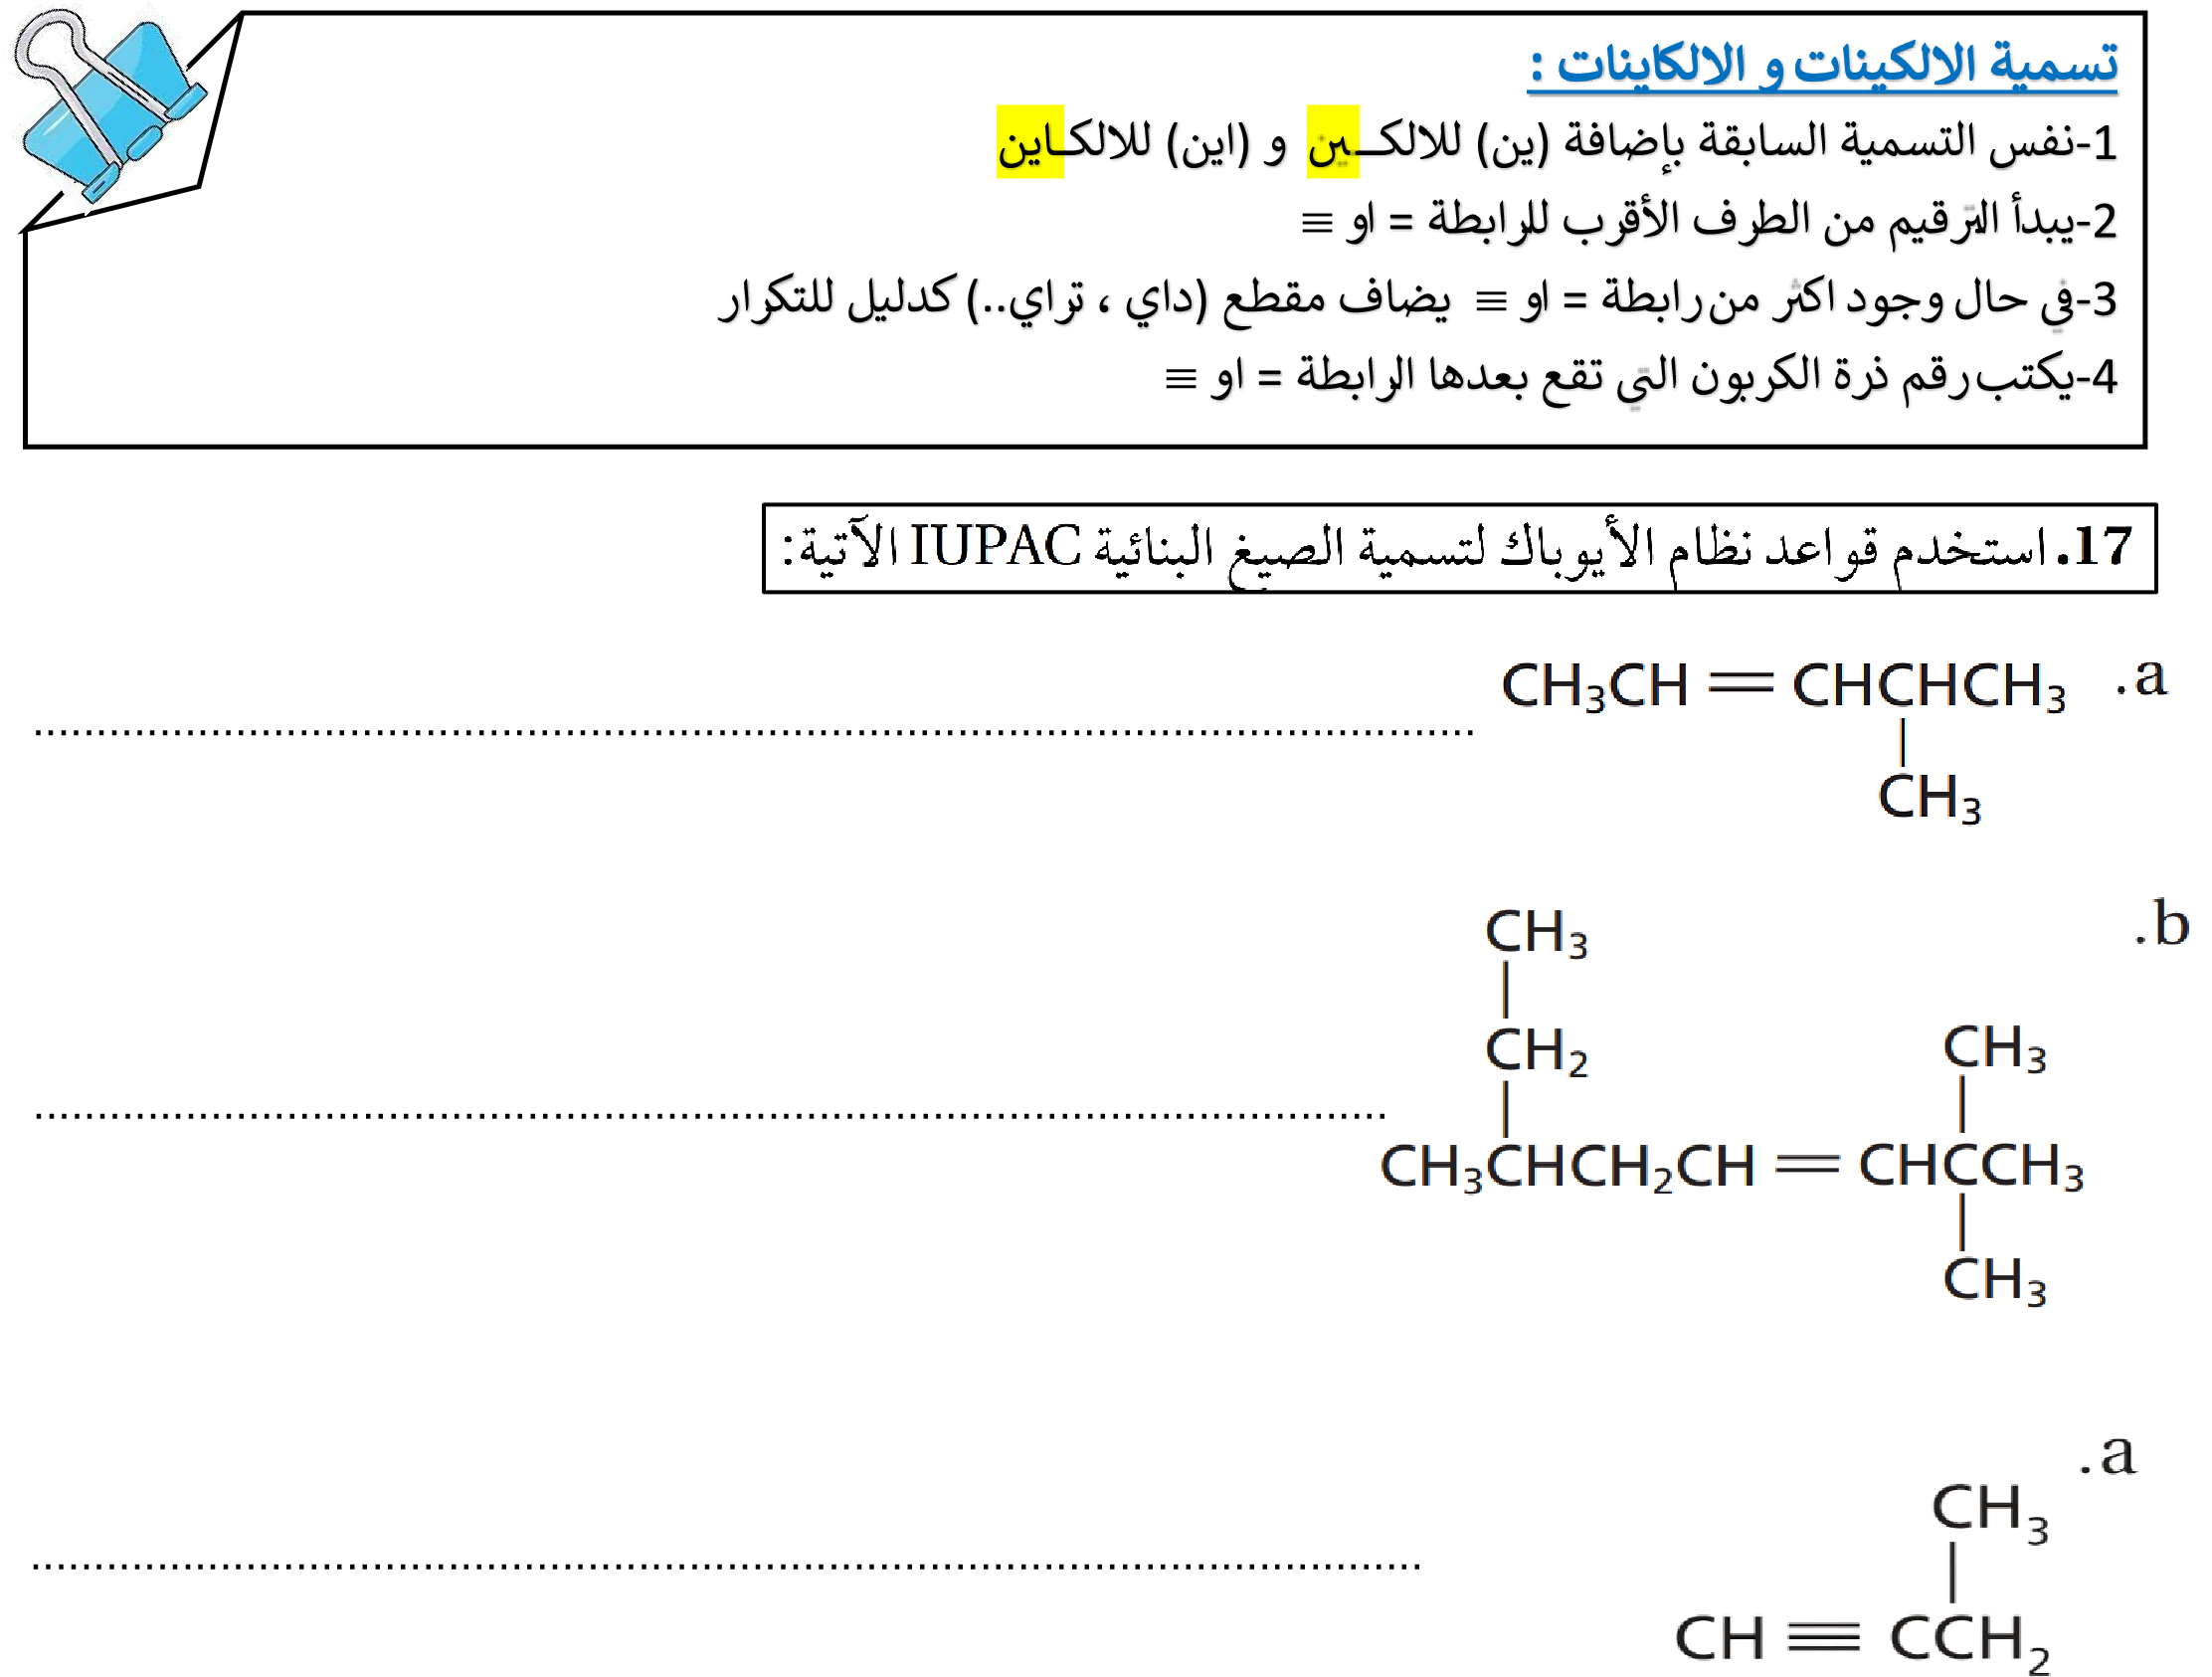 تسمية الالكينات و الالكاينات :
1-نفس التسمية السابقة بإضافة (ين) للالكـين و (اين) للالكـاين
2-يبدأ الترقيم من الطرف الأقرب للرابطة = او ≡
3-في حال وجود اكثر من رابطة = او ≡ يضاف مقطع (داي ، تراي..) كدليل للتكرار
4-يكتب رقم ذرة الكربون التي تقع بعدها الرابطة = او ≡
17. استخدم قواعد نظام الأيوباك لتسمية الصيغ البنائية IUPAC الآتية:
.a
CH₃CH = CHCHCH₃
CH₃
.b
CH₃
CH₂
CH₃
CH₃CHCH₂CH = CHCCH₃
CH₃
.a
CH₃
CH ≡ CCH₂